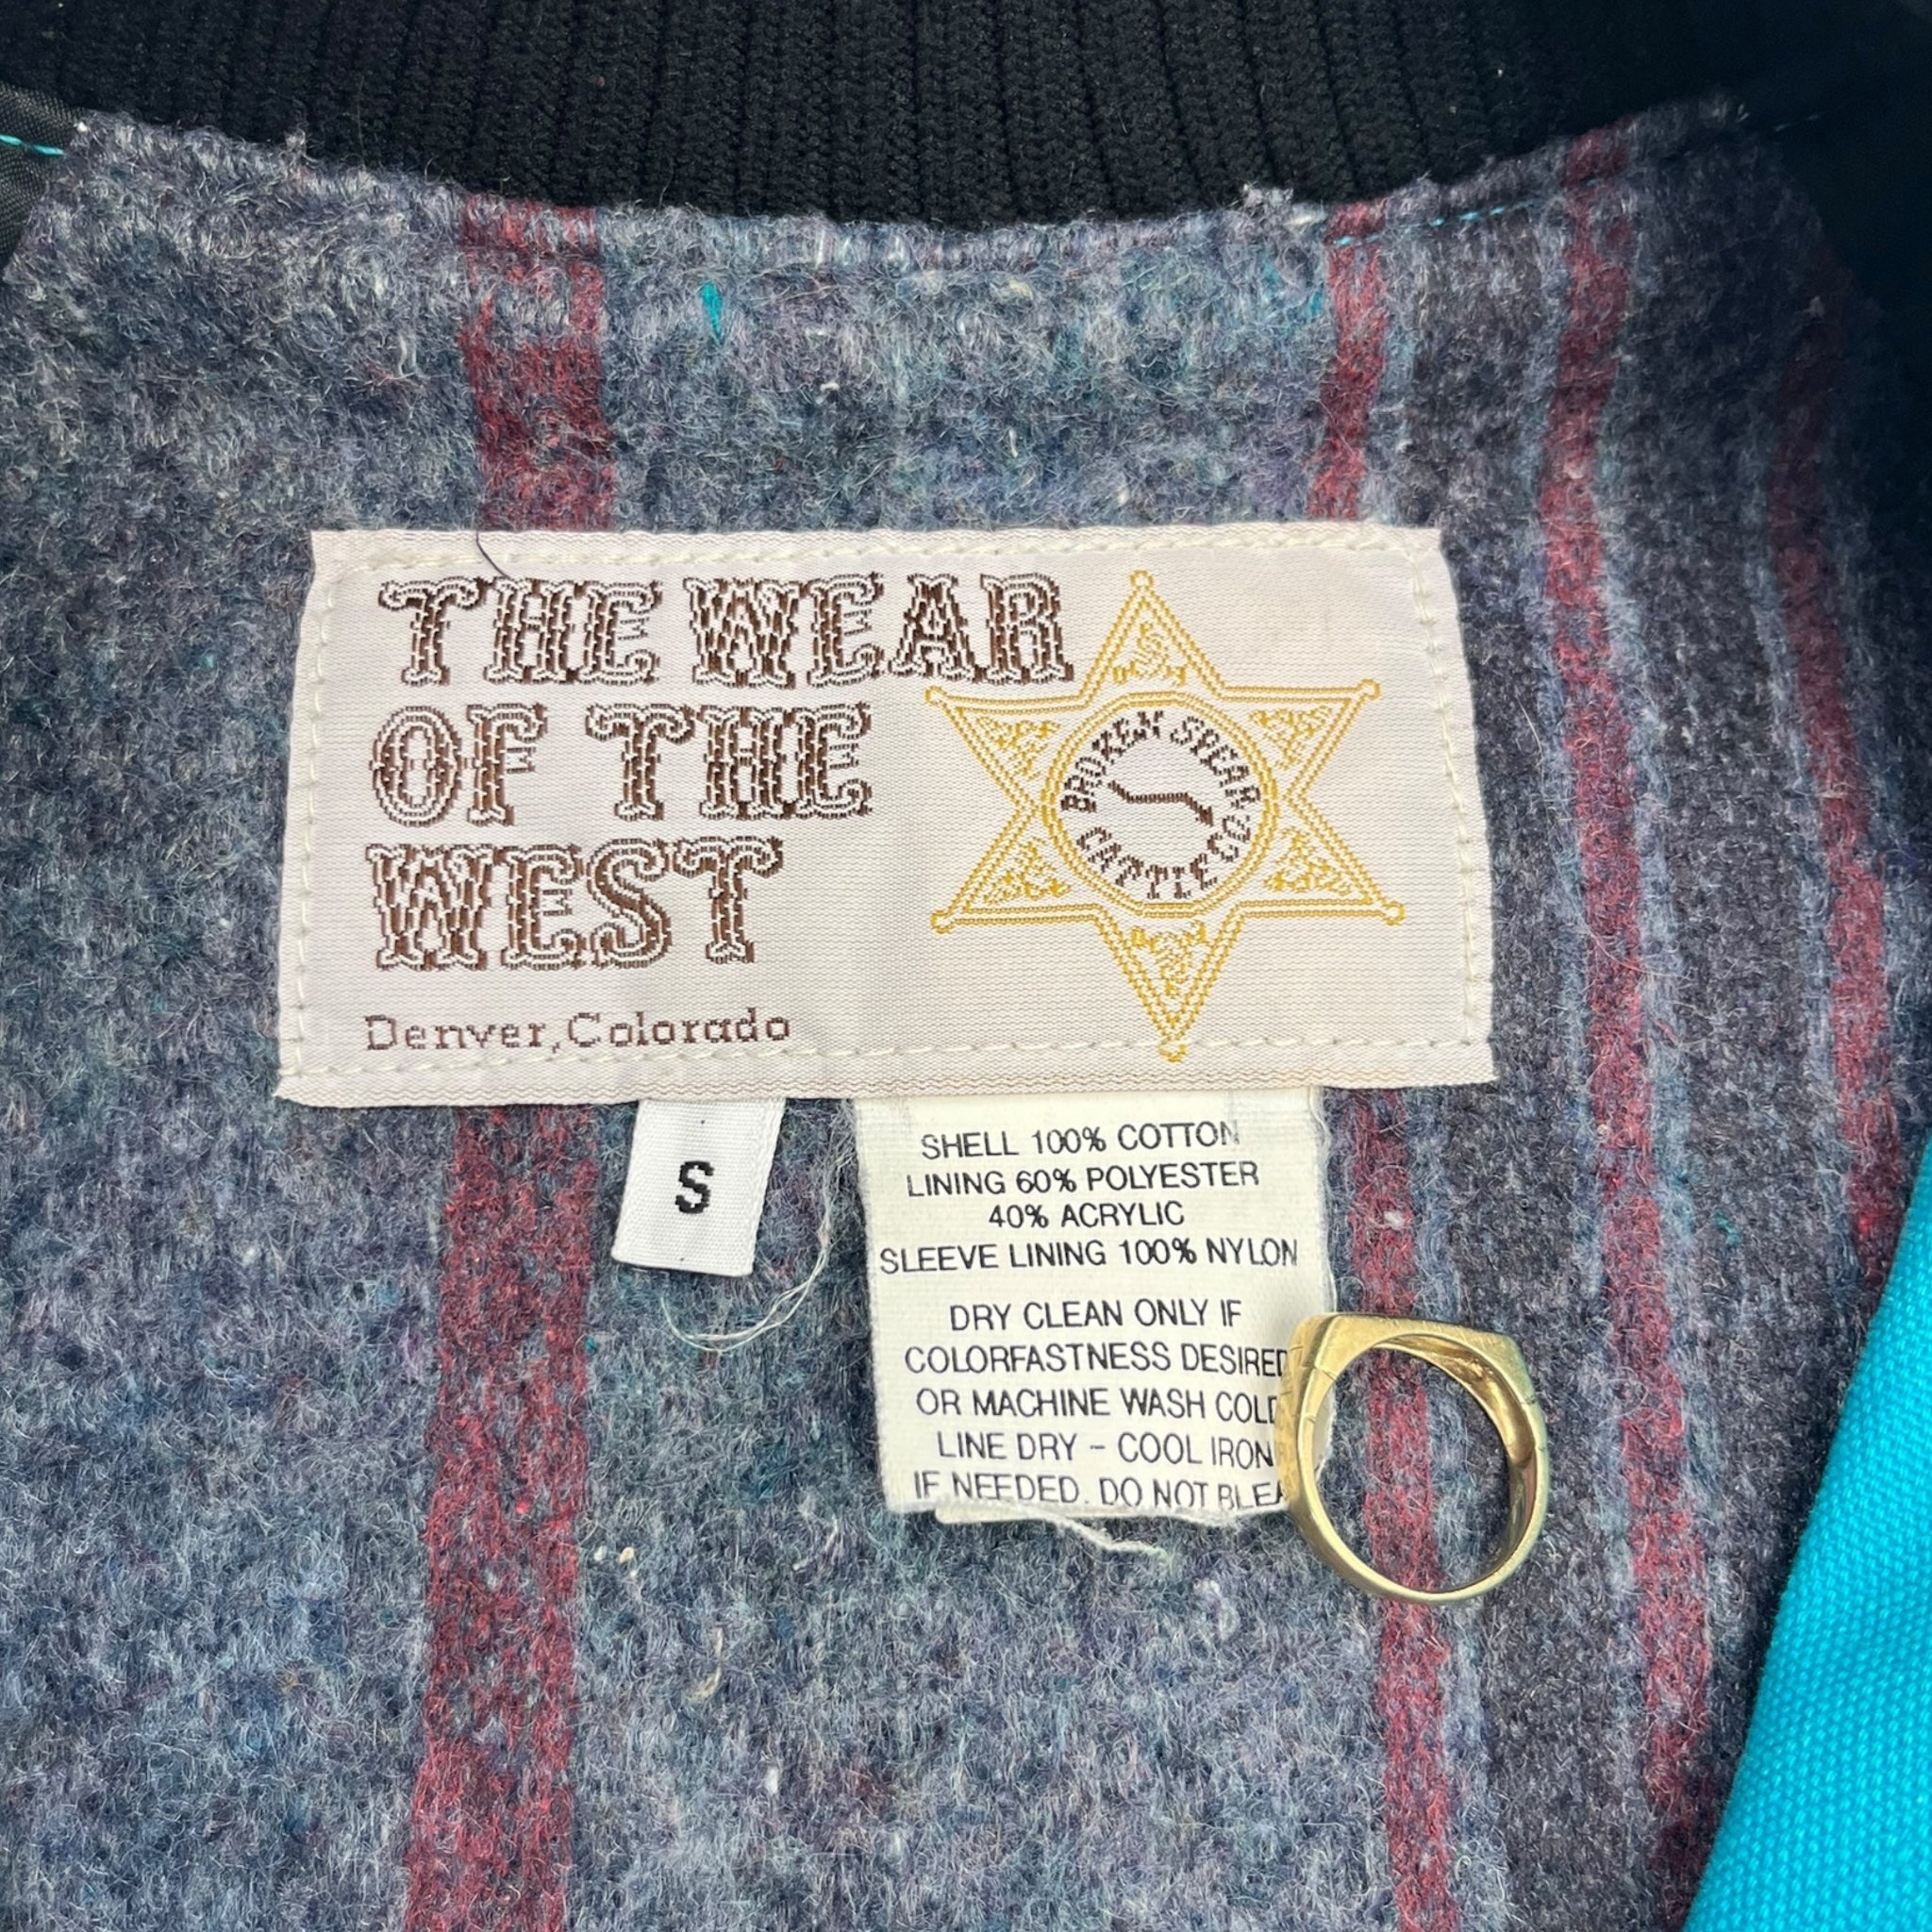 THE WEAR
OF THE
WEST
Denver, Colorado
BROKEN SPEAR
CATTLE CO
S
SHELL 100% COTTON
LINING 60% POLYESTER
40% ACRYLIC
SLEEVE LINING 100% NYLON
DRY CLEAN ONLY IF
COLORFASTNESS DESIRED
OR MACHINE WASH COLD
LINE DRY - COOL IRON
IF NEEDED. DO NOT BLEA